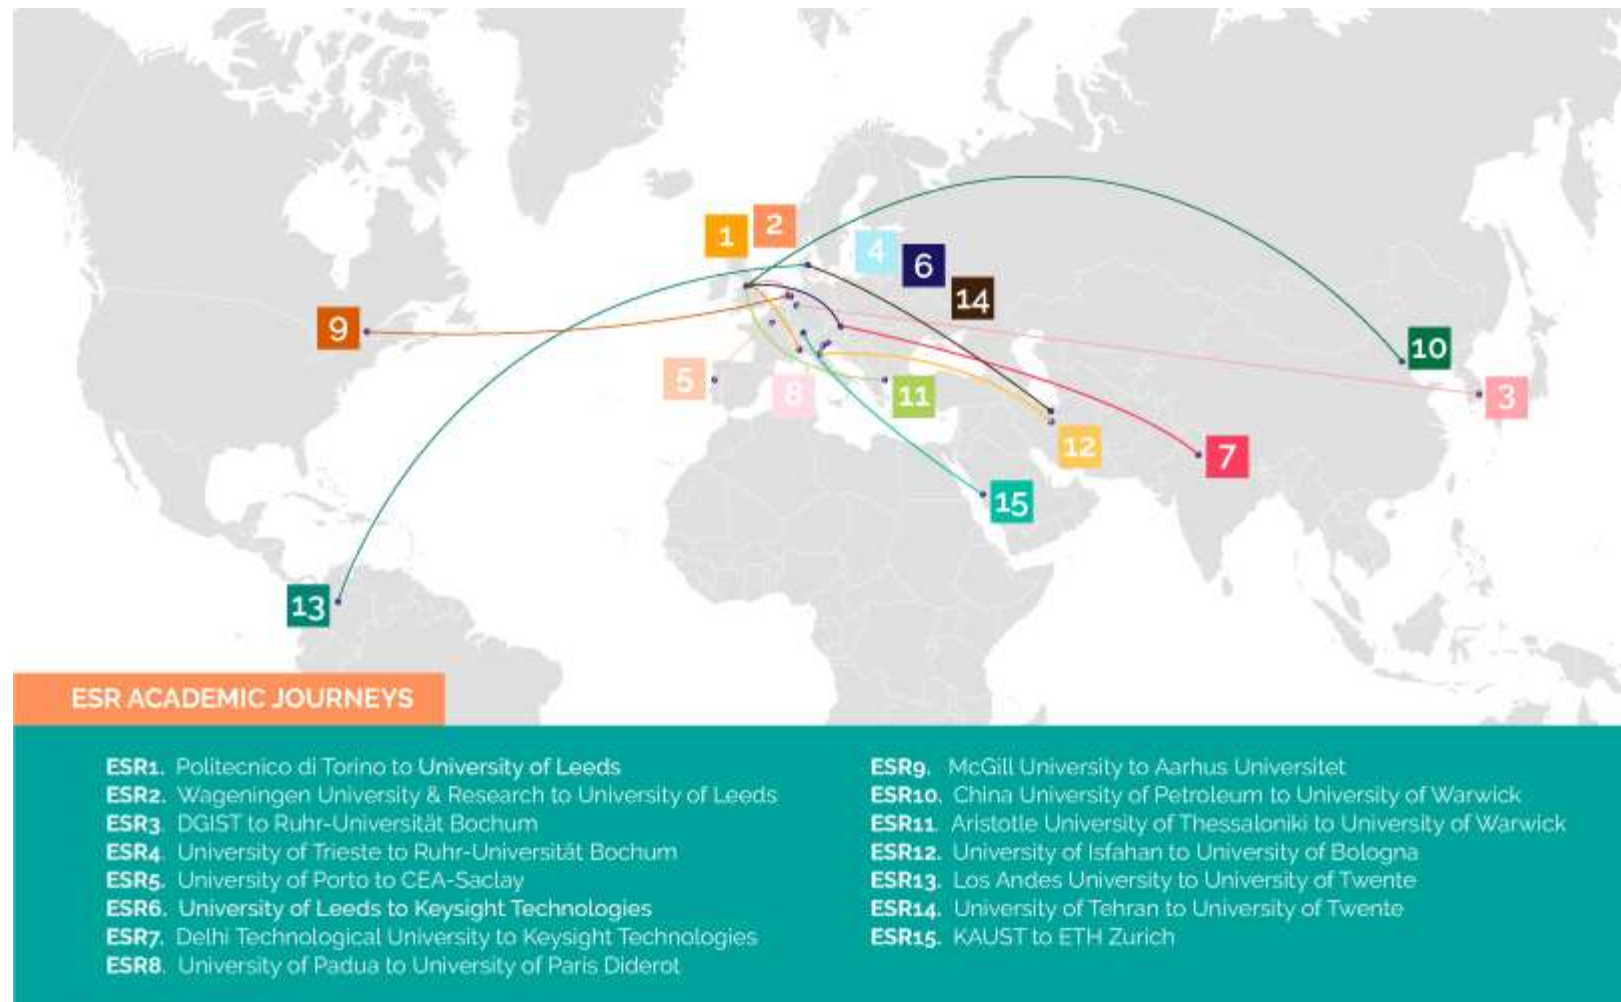 1
2
4
6
14
9
10
5
8
11
3
12
7
15
13
ESR ACADEMIC JOURNEYS
ESR1. Politecnico di Torino to University of Leeds
ESR2. Wageningen University & Research to University of Leeds
ESR3. DGIST to Ruhr-Universität Bochum
ESR4. University of Trieste to Ruhr-Universität Bochum
ESR5. University of Porto to CEA-Saclay
ESR6. University of Leeds to Keysight Technologies
ESR7. Delhi Technological University to Keysight Technologies
ESR8. University of Padua to University of Paris Diderot
ESR9. McGill University to Aarhus Universitet
ESR10. China University of Petroleum to University of Warwick
ESR11. Aristotle University of Thessaloniki to University of Warwick
ESR12. University of Isfahan to University of Bologna
ESR13. Los Andes University to University of Twente
ESR14. University of Tehran to University of Twente
ESR15. KAUST to ETH Zurich